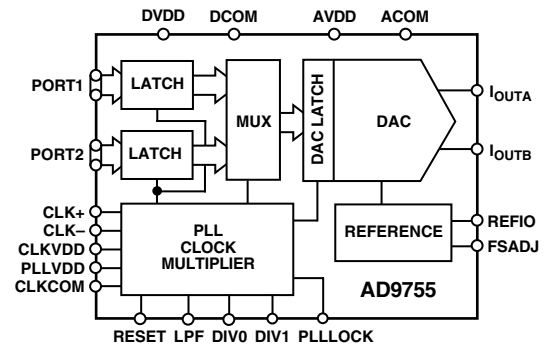 DVDD DCOM AVDD ACOM
PORT1
LATCH
MUX
DAC LATCH
DAC
IOUTA
PORT2
LATCH
IOUTB
CLK+
CLK–
CLKVDD
PLLVDD
CLKCOM
PLL
CLOCK
MULTIPLIER
REFERENCE
REFIO
FSADJ
AD9755
RESET LPF DIV0 DIV1 PLLLOCK